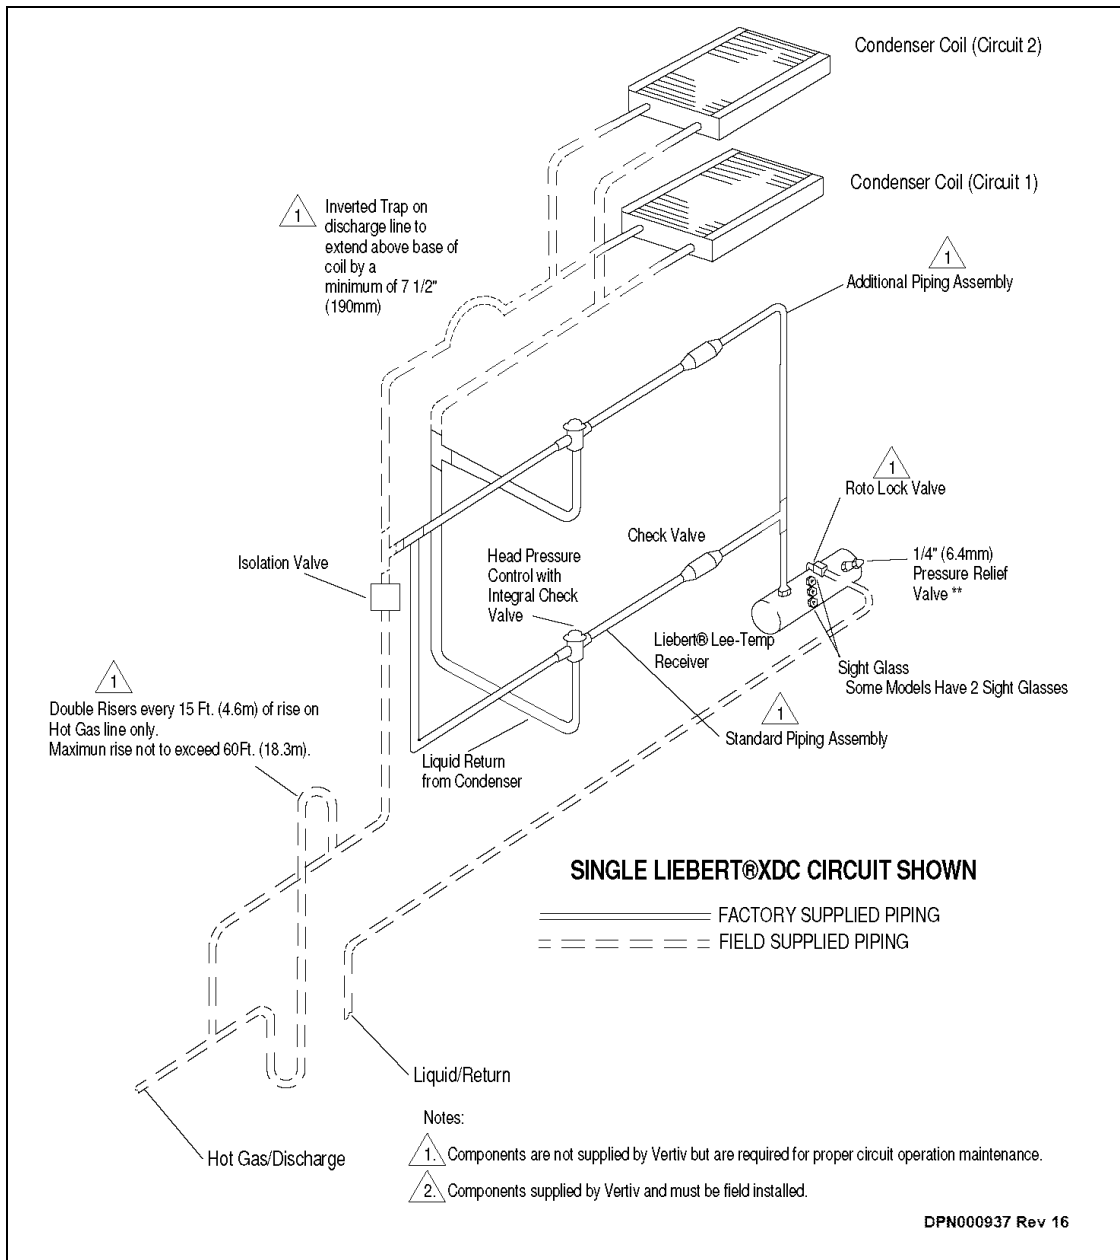 Condenser Coil (Circuit 2)
Condenser Coil (Circuit 1)
1
Inverted Trap on
discharge line to
extend above base of
coil by a
minimum of 7 1/2"
(190mm)
1
Additional Piping Assembly
1
Roto Lock Valve
Check Valve
1/4" (6.4mm)
Pressure Relief
Valve **
Isolation Valve
Head Pressure
Control with
Integral Check
Valve
Liebert® Lee-Temp
Receiver
Sight Glass
Some Models Have 2 Sight Glasses
1
Double Risers every 15 Ft. (4.6m) of rise on
Hot Gas line only.
Maximun rise not to exceed 60Ft. (18.3m).
1
Standard Piping Assembly
Liquid Return
from Condenser
SINGLE LIEBERT®XDC CIRCUIT SHOWN
FACTORY SUPPLIED PIPING
FIELD SUPPLIED PIPING
Liquid/Return
Hot Gas/Discharge
Notes:
1. Components are not supplied by Vertiv but are required for proper circuit operation maintenance.
2. Components supplied by Vertiv and must be field installed.
DPN000937 Rev 16